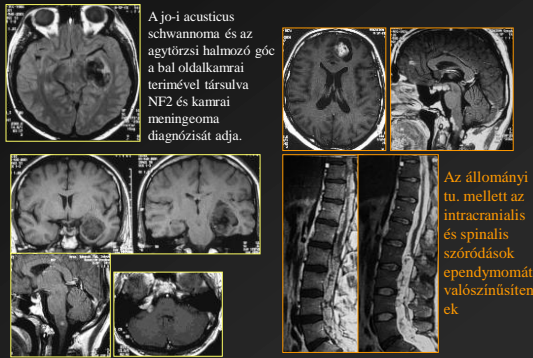 A jo-i acusticus
schwannoma és az
agytörzsi halmozó góc
a bal oldalkamrai
terimével társulva
NF2 és kamrai
meningeoma
diagnózisát adja.
Az állományi
tu. mellett az
intracranialis
és spinalis
szóródások
ependymomát
valószínűsíten
ek